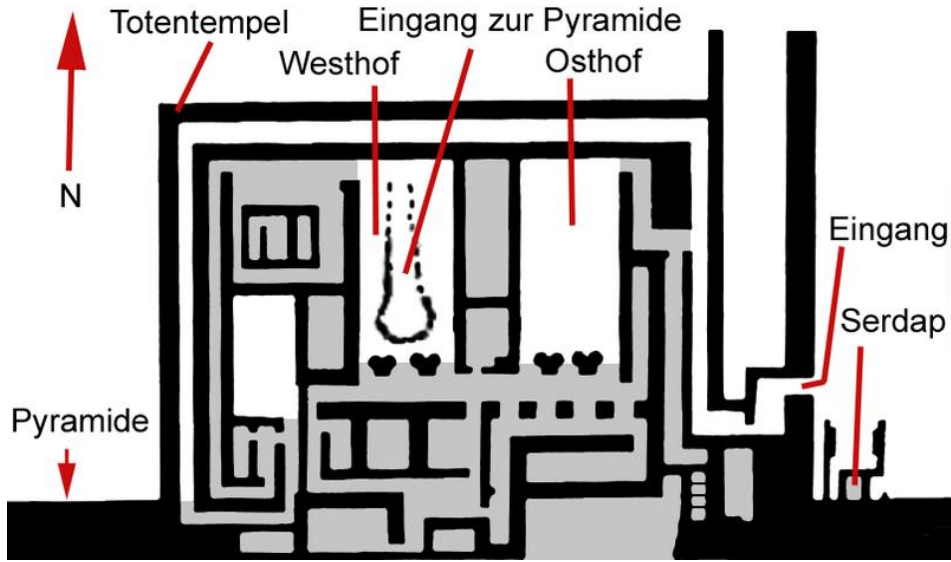 Totentempel
Eingang zur Pyramide
Westhof
Osthof
N
Eingang
Serdap
Pyramide